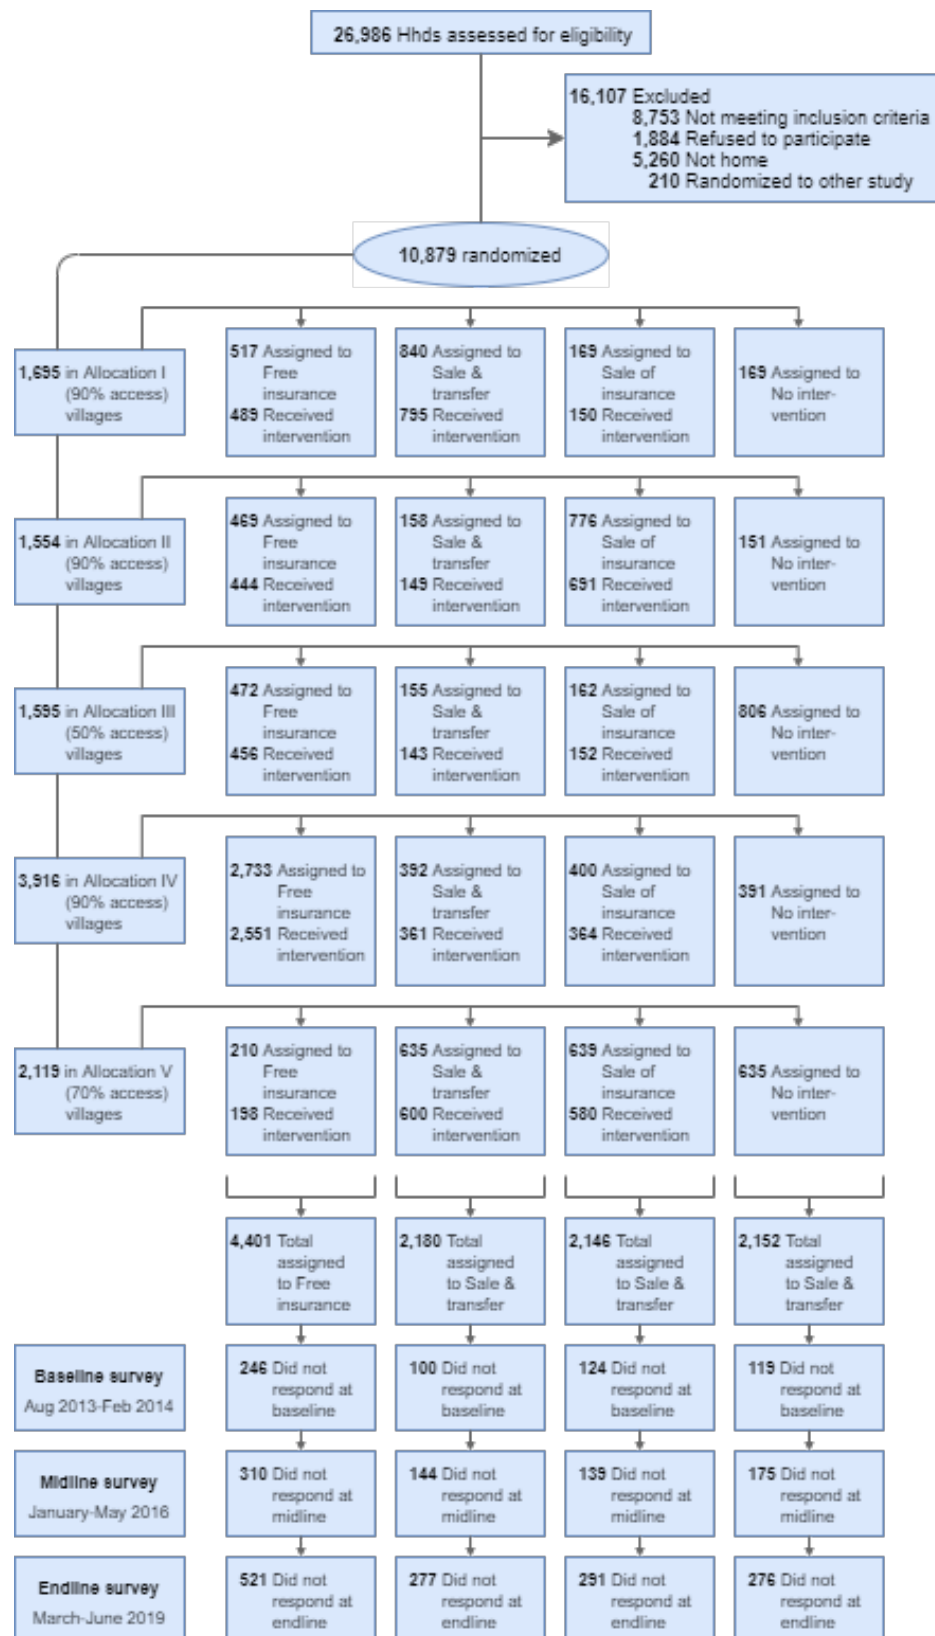 26,986 Hhds assessed for eligibility
16,107 Excluded
8,753 Not meeting inclusion criteria
1,884 Refused to participate
5,260 Not home
210 Randomized to other study
10,879 randomized
1,695 in Allocation I
(90% access)
villages
517 Assigned to
Free
insurance
489 Received
intervention
840 Assigned to
Sale &
transfer
795 Received
intervention
169 Assigned to
Sale of
insurance
150 Received
intervention
169 Assigned to
No inter-
vention
1,554 in Allocation II
(90% access)
villages
469 Assigned to
Free
insurance
444 Received
intervention
158 Assigned to
Sale &
transfer
149 Received
intervention
776 Assigned to
Sale of
insurance
691 Received
intervention
151 Assigned to
No inter-
vention
1,595 in Allocation III
(50% access)
villages
472 Assigned to
Free
insurance
456 Received
intervention
155 Assigned to
Sale &
transfer
143 Received
intervention
162 Assigned to
Sale of
insurance
152 Received
intervention
806 Assigned to
No inter-
vention
3,916 in Allocation IV
(90% access)
villages
2,733 Assigned to
Free
insurance
2,551 Received
intervention
392 Assigned to
Sale &
transfer
361 Received
intervention
400 Assigned to
Sale of
insurance
364 Received
intervention
391 Assigned to
No inter-
vention
2,119 in Allocation V
(70% access)
villages
210 Assigned to
Free
insurance
198 Received
intervention
635 Assigned to
Sale &
transfer
600 Received
intervention
639 Assigned to
Sale of
insurance
580 Received
intervention
635 Assigned to
No inter-
vention
4,401 Total
assigned
to Free
insurance
2,180 Total
assigned
to Sale &
transfer
2,146 Total
assigned
to Sale &
transfer
2,152 Total
assigned
to Sale &
transfer
Baseline survey
Aug 2013-Feb 2014
246 Did not
respond at
baseline
100 Did not
respond at
baseline
124 Did not
respond at
baseline
119 Did not
respond at
baseline
Midline survey
January-May 2016
310 Did not
respond at
midline
144 Did not
respond at
midline
139 Did not
respond at
midline
175 Did not
respond at
midline
Endline survey
March-June 2019
521 Did not
respond at
endline
277 Did not
respond at
endline
291 Did not
respond at
endline
276 Did not
respond at
endline